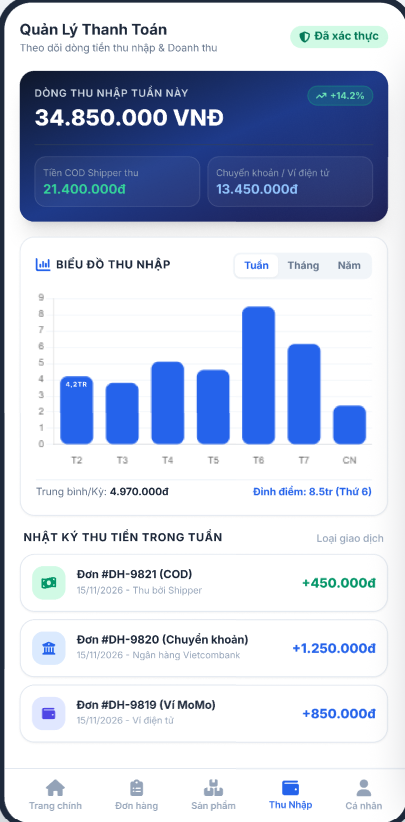 Quản Lý Thanh Toán
Theo dõi dòng tiền thu nhập & Doanh thu
Đã xác thực
DÒNG THU NHẬP TUẦN NÀY
+14.2%
34.850.000 VNĐ
Tiền COD Shipper thu
21.400.000đ
Chuyển khoản / Ví điện tử
13.450.000đ
BIỂU ĐỒ THU NHẬP
Tuần
Tháng
Năm
9
8
7
6
5
4
3
2
1
0
4,2TR
T2
T3
T4
T5
T6
T7
CN
Trung bình/Kỳ: 4.970.000đ
Đỉnh điểm: 8.5tr (Thứ 6)
NHẬT KÝ THU TIỀN TRONG TUẦN
Loại giao dịch
Đơn #DH-9821 (COD)
15/11/2026 - Thu bởi Shipper
+450.000đ
Đơn #DH-9820 (Chuyển khoản)
15/11/2026 - Ngân hàng Vietcombank
+1.250.000đ
Đơn #DH-9819 (Ví MoMo)
15/11/2026 - Ví điện tử
+850.000đ
Trang chính
Đơn hàng
Sản phẩm
Thu Nhập
Cá nhân